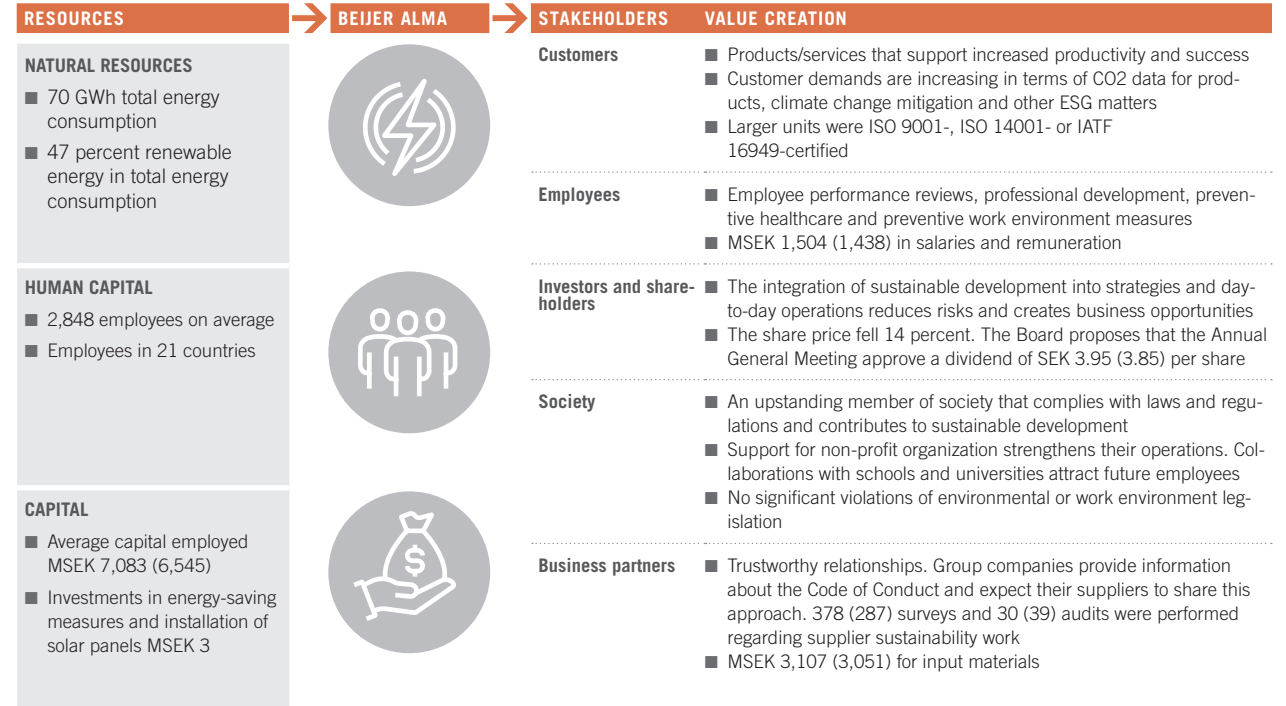 RESOURCES
BEIJER ALMA
STAKEHOLDERS
VALUE CREATION
NATURAL RESOURCES
■ 70 GWh total energy
consumption
■ 47 percent renewable
energy in total energy
consumption
HUMAN CAPITAL
■ 2,848 employees on average
■ Employees in 21 countries
CAPITAL
■ Average capital employed
MSEK 7,083 (6,545)
■ Investments in energy-saving
measures and installation of
solar panels MSEK 3
$
Customers
■ Products/services that support increased productivity and success
■ Customer demands are increasing in terms of CO2 data for prod-
ucts, climate change mitigation and other ESG matters
■ Larger units were ISO 9001-, ISO 14001- or IATF
16949-certified
Employees
■ Employee performance reviews, professional development, preven-
tive healthcare and preventive work environment measures
■ MSEK 1,504 (1,438) in salaries and remuneration
Investors and share-
holders
■ The integration of sustainable development into strategies and day-
to-day operations reduces risks and creates business opportunities
■ The share price fell 14 percent. The Board proposes that the Annual
General Meeting approve a dividend of SEK 3.95 (3.85) per share
Society
■ An upstanding member of society that complies with laws and regu-
lations and contributes to sustainable development
■ Support for non-profit organization strengthens their operations. Col-
laborations with schools and universities attract future employees
■ No significant violations of environmental or work environment leg-
islation
Business partners
■ Trustworthy relationships. Group companies provide information
about the Code of Conduct and expect their suppliers to share this
approach. 378 (287) surveys and 30 (39) audits were performed
regarding supplier sustainability work
■ MSEK 3,107 (3,051) for input materials